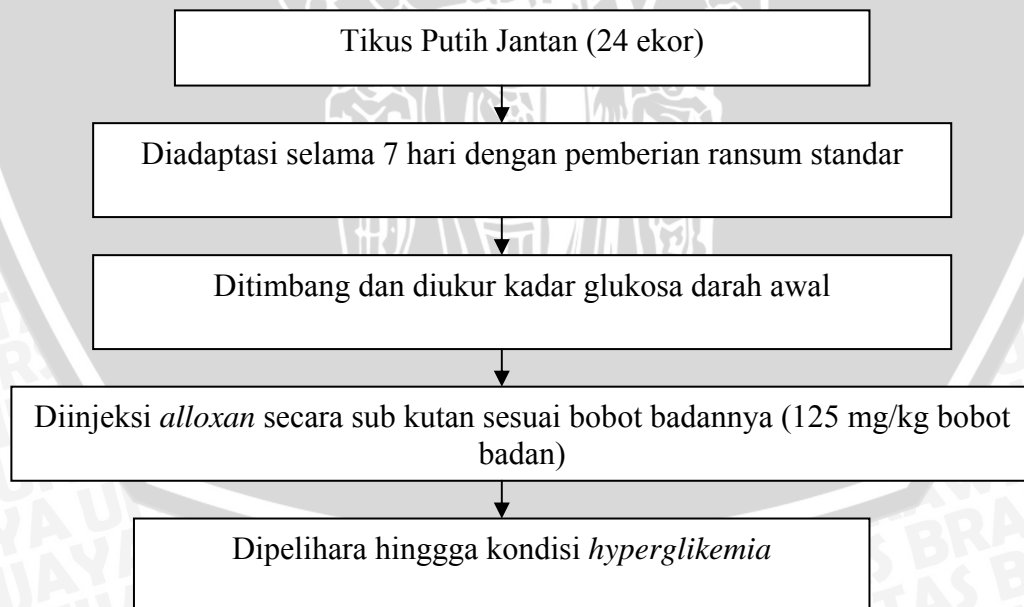 Tikus Putih Jantan (24 ekor)
Diadaptasi selama 7 hari dengan pemberian ransum standar
Ditimbang dan diukur kadar glukosa darah awal
Diinjeksi alloxan secara sub kutan sesuai bobot badannya (125 mg/kg bobot
badan)
Dipelihara hinggga kondisi hyperglikemia